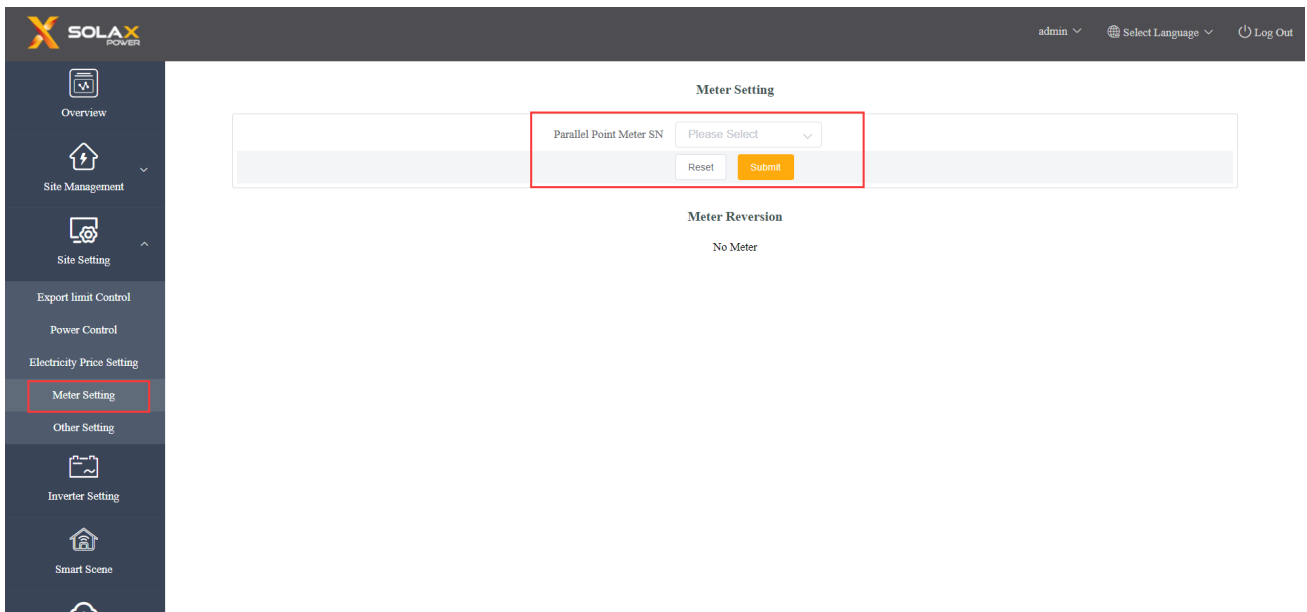 SOLAX
POWER
admin
Select Language
Log Out
Overview
Site Management
Site Setting
Export limit Control
Power Control
Electricity Price Setting
Meter Setting
Other Setting
Inverter Setting
Smart Scene
Meter Setting
Parallel Point Meter SN Please Select
Reset Submit
Meter Reversion
No Meter